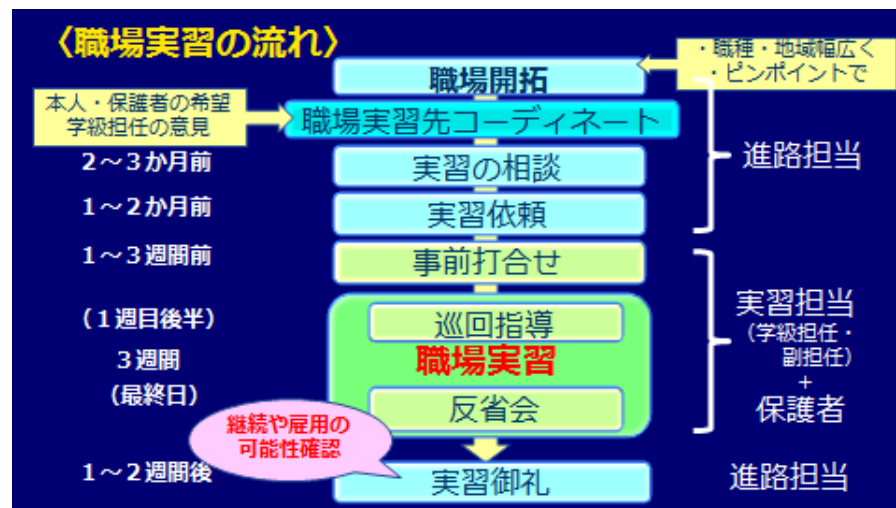 〈職場実習の流れ〉
・職種・地域幅広く
・ピンポイントで
職場開拓
本人・保護者の希望
学級担任の意見
職場実習先コーディネート
2～3か月前
実習の相談
進路担当
1～2か月前
実習依頼
1～3週間前
事前打合せ
(1週目後半)
巡回指導
3週間
職場実習
(最終日)
反省会
実習担当
(学級担任・
副担任)
+
保護者
継続や雇用の
可能性確認
1～2週間後
実習御礼
進路担当